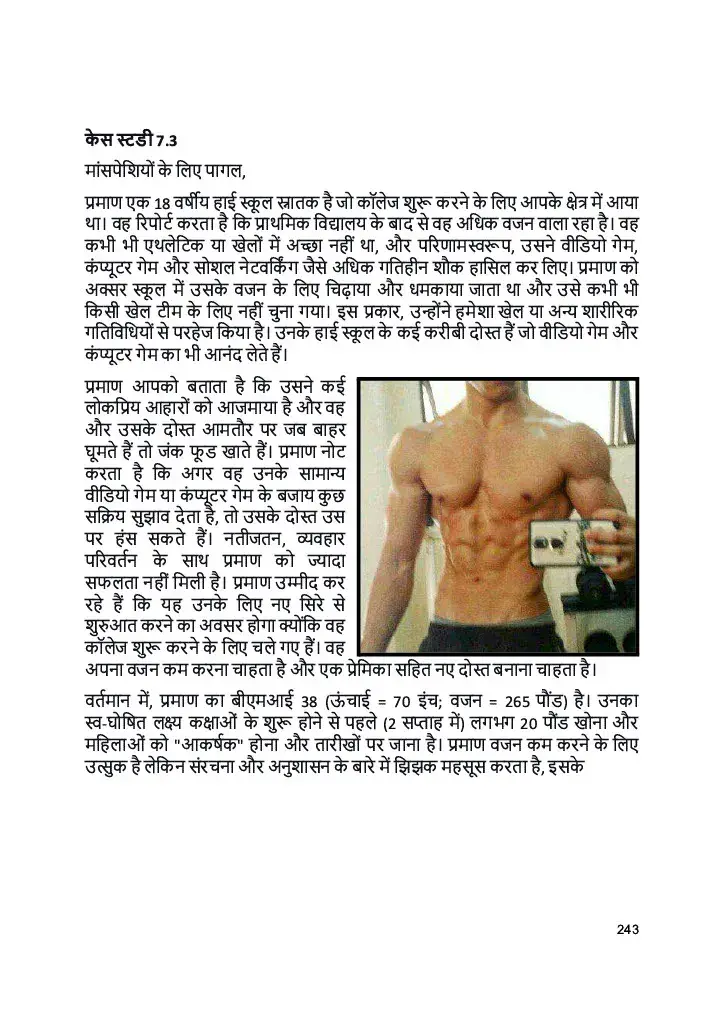 केस स्टडी 7.3
मांसपेशियों के लिए पागल,
प्रमाण एक 18 वर्षीय हाई स्कूल स्नातक है जो कॉलेज शुरू करने के लिए आपके क्षेत्र में आया
था। वह रिपोर्ट करता है कि प्राथमिक विद्यालय के बाद से वह अधिक वजन वाला रहा है। वह
कभी भी एथलेटिक या खेलों में अच्छा नहीं था, और परिणामस्वरूप, उसने वीडियो गेम,
कंप्यूटर गेम और सोशल नेटवर्किंग जैसे अधिक गतिहीन शौक हासिल कर लिए। प्रमाण को
अक्सर स्कूल में उसके वजन के लिए चिढ़ाया और धमकाया जाता था और उसे कभी भी
किसी खेल टीम के लिए नहीं चुना गया। इस प्रकार, उन्होंने हमेशा खेल या अन्य शारीरिक
गतिविधियों से परहेज किया है। उनके हाई स्कूल के कई करीबी दोस्त हैं जो वीडियो गेम और
कंप्यूटर गेम का भी आनंद लेते हैं।
प्रमाण आपको बताता है कि उसने कई
लोकप्रिय आहारों को आजमाया है और वह
और उसके दोस्त आमतौर पर जब बाहर
घूमते हैं तो जंक फूड खाते हैं। प्रमाण नोट
करता है कि अगर वह उनके सामान्य
वीडियो गेम या कंप्यूटर गेम के बजाय कुछ
सक्रिय सुझाव देता है, तो उसके दोस्त उस
पर हंस सकते हैं। नतीजतन, व्यवहार
परिवर्तन के साथ प्रमाण को ज्यादा
सफलता नहीं मिली है। प्रमाण उम्मीद कर
रहे हैं कि यह उनके लिए नए सिरे से
शुरुआत करने का अवसर होगा क्योंकि वह
कॉलेज शुरू करने के लिए चले गए हैं। वह
अपना वजन कम करना चाहता है और एक प्रेमिका सहित नए दोस्त बनाना चाहता है।
वर्तमान में, प्रमाण का बीएमआई 38 (ऊंचाई = 70 इंच; वजन = 265 पौंड) है। उनका
स्व-घोषित लक्ष्य कक्षाओं के शुरू होने से पहले (2 सप्ताह में) लगभग 20 पौंड खोना और
महिलाओं को "आकर्षक" होना और तारीखों पर जाना है। प्रमाण वजन कम करने के लिए
उत्सुक है लेकिन संरचना और अनुशासन के बारे में झिझक महसूस करता है, इसके
243